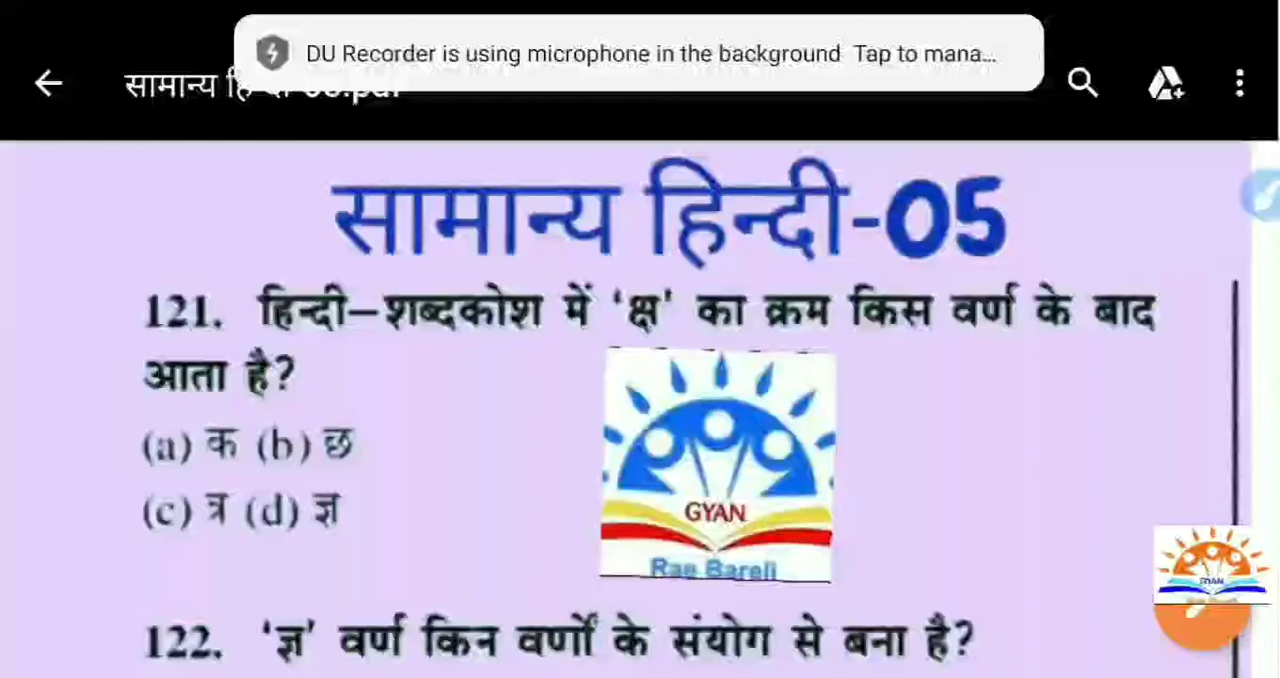 DU Recorder is using microphone in the background Tap to mana...
सामान्य हिन्दी-05
121. हिन्दी–शब्दकोश में ‘क्ष’ का क्रम किस वर्ण के बाद
आता है?
(a) क (b) छ
(c) त्र (d) ज्ञ
GYAN
Rae Bareli
GYAN
122. ‘ज्ञ’ वर्ण किन वर्णों के संयोग से बना है?